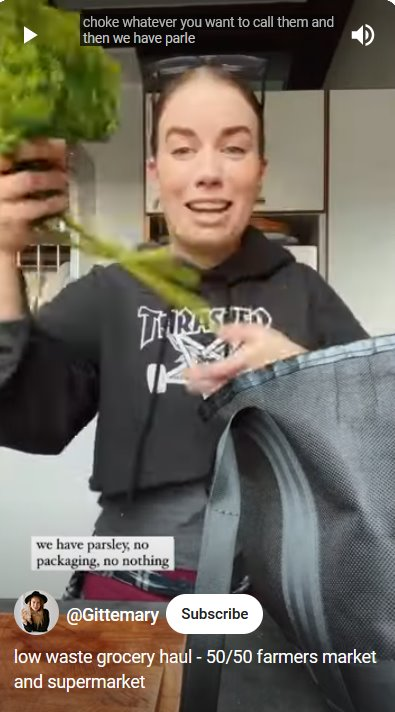 choke whatever you want to call them and
then we have parle
THRASHER
we have parsley, no
packaging, no nothing
@Gittemary
Subscribe
low waste grocery haul - 50/50 farmers market
and supermarket